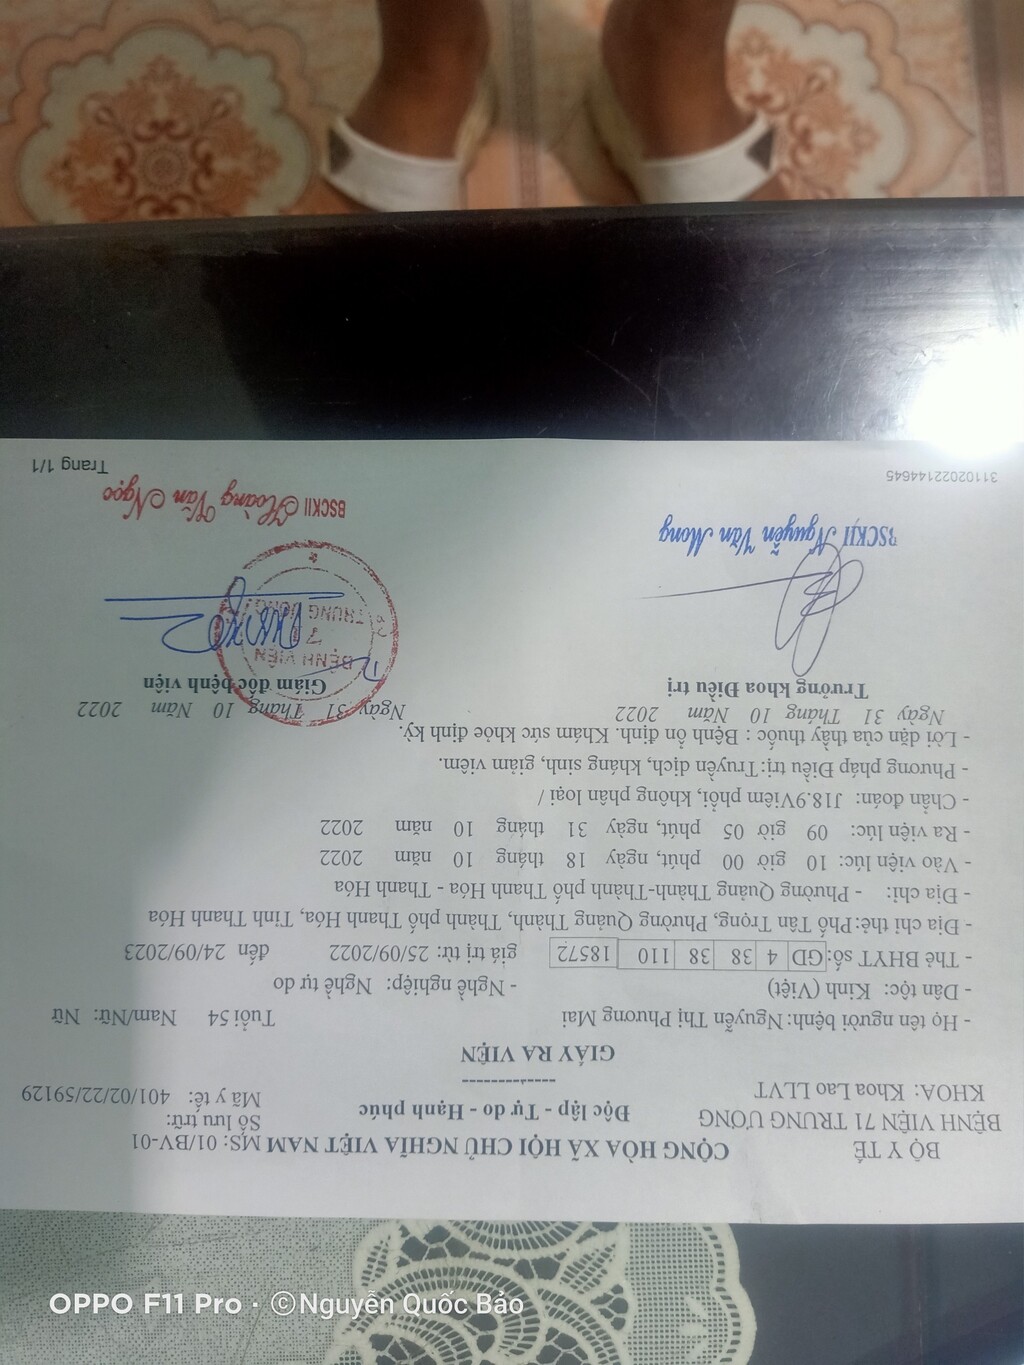 BỘ Y TẾ
BỆNH VIỆN 71 TRUNG ƯƠNG
KHOA: Khoa Lao LLVT
CỘNG HÒA XÃ HỘI CHỦ NGHĨA VIỆT NAM
Độc lập - Tự do - Hạnh phúc
------------
MS: 01/BV-01
Số lưu trữ:
Mã y tế: 401/02/22/59129
GIẤY RA VIỆN
- Họ tên người bệnh: Nguyễn Thị Phương Mai Tuổi 54 Nam/Nữ: Nữ
- Dân tộc: Kinh (Việt) - Nghề nghiệp: Nghề tự do
- Thẻ BHYT số: GD 4 38 38 110 18572 giá trị từ: 25/09/2022 đến 24/09/2023
- Địa chỉ thẻ: Phố Tân Trọng, Phường Quảng Thành, Thành phố Thanh Hóa, Tỉnh Thanh Hóa
- Địa chỉ: - Phường Quảng Thành-Thành phố Thanh Hóa - Thanh Hóa
- Vào viện lúc: 10 giờ 00 phút, ngày 18 tháng 10 năm 2022
- Ra viện lúc: 09 giờ 05 phút, ngày 31 tháng 10 năm 2022
- Chẩn đoán: J18.9Viêm phổi, không phân loại /
- Phương pháp Điều trị: Truyền dịch, kháng sinh, giảm viêm.
- Lời dặn của thầy thuốc : Bệnh ổn định. Khám sức khỏe định kỳ.
Ngày 31 Tháng 10 Năm 2022
Trưởng khoa Điều trị
BSCKII Nguyễn Văn Mong
Ngày 31 Tháng 10 Năm 2022
Giám đốc bệnh viện
BỆNH VIỆN
7
TRUNG ƯƠNG
BSCKII Hoàng Văn Ngọc
31102022144645
Trang 1/1
OPPO F11 Pro · ©Nguyễn Quốc Bảo